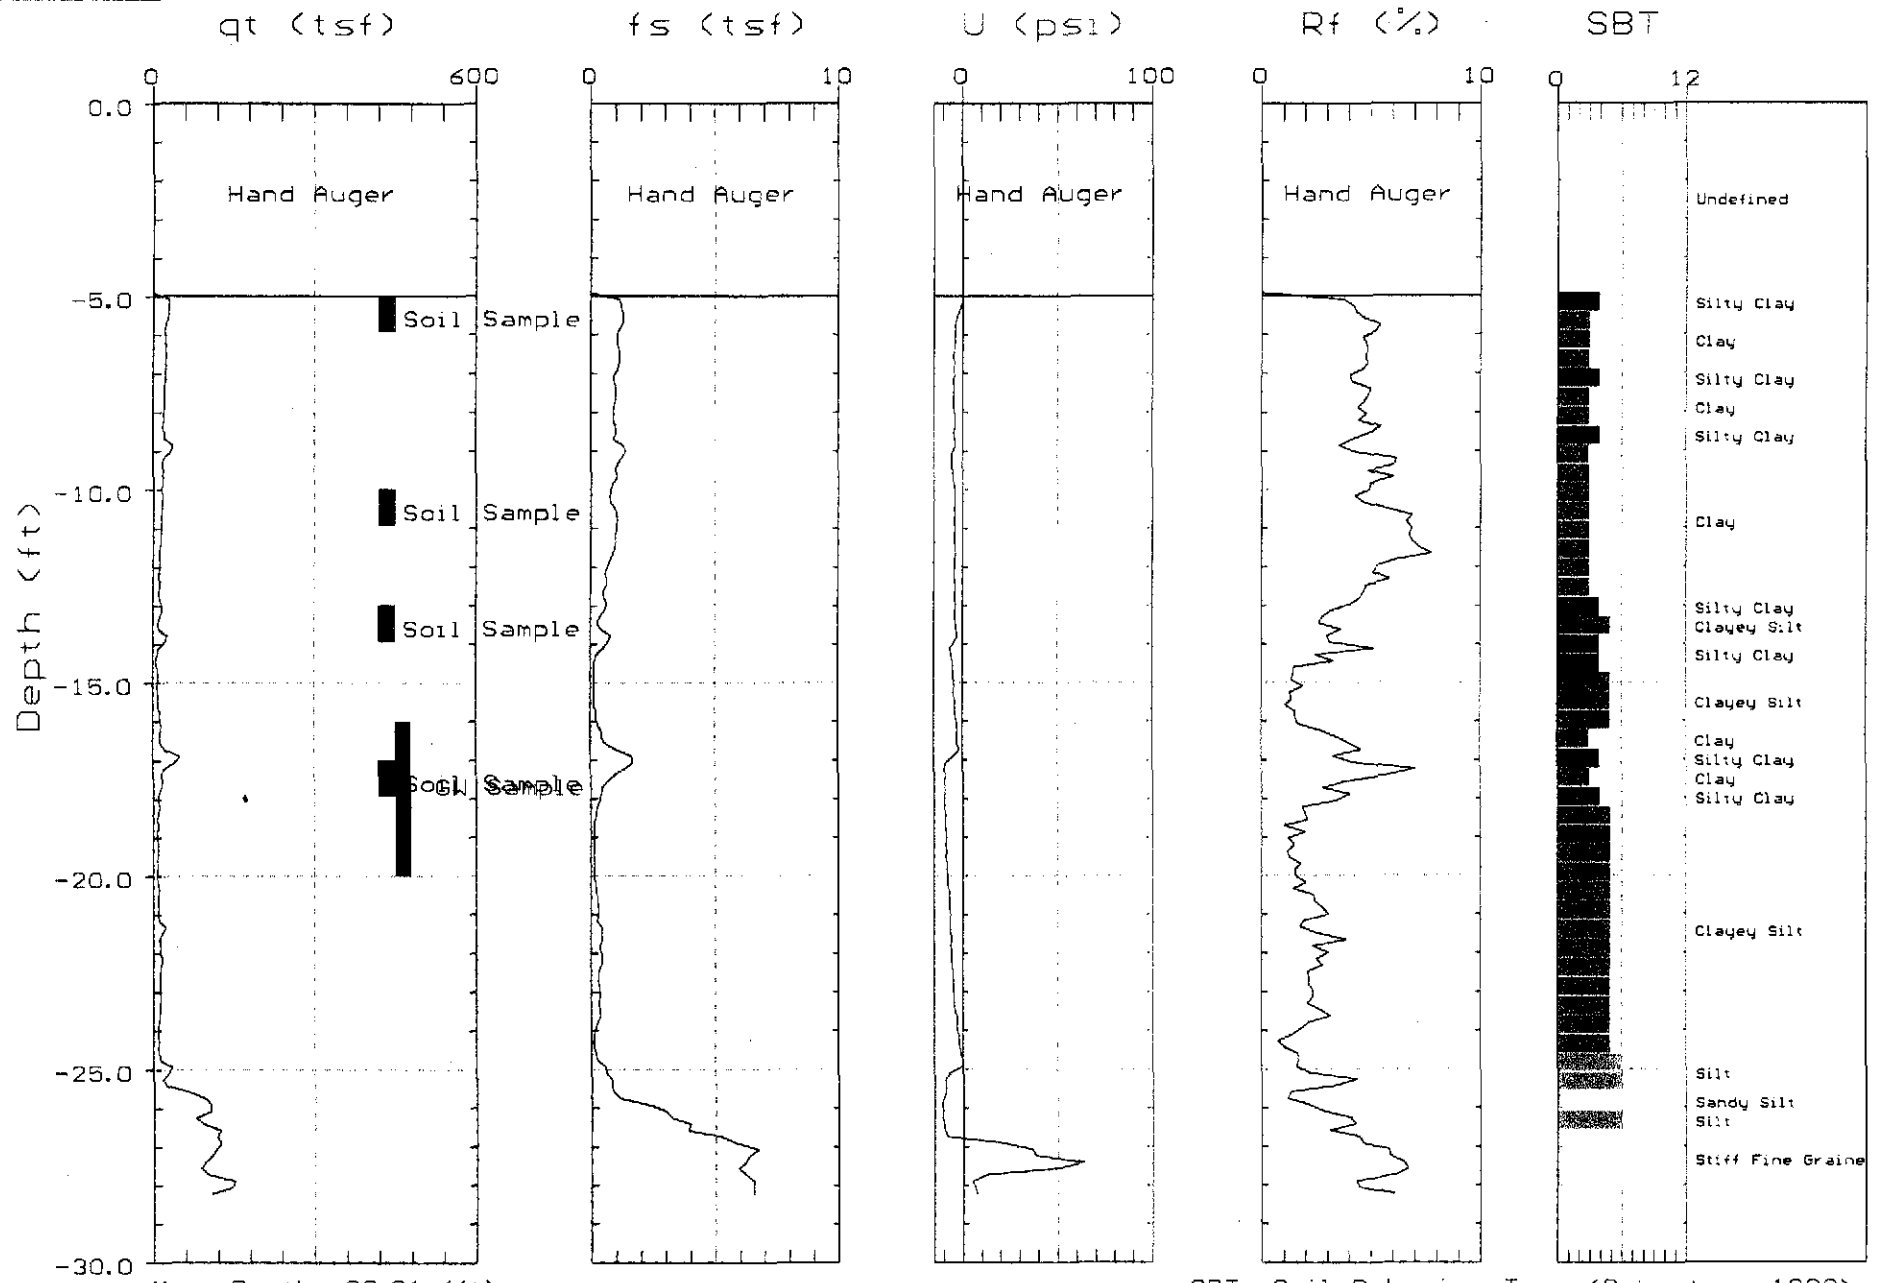 qt (tsf) fs (tsf) U (psi) Rf (%) SBT
0 600 0 10 0 100 0 10 0 12
0.0
Hand Auger Hand Auger Hand Auger Hand Auger
Undefined
-5.0
Silty Clay
Soil Sample
Clay
Silty Clay
Clay
Silty Clay
-10.0
Soil Sample
Clay
Depth (ft)
Silty Clay
Soil Sample
Clayey Silt
Silty Clay
-15.0
Clayey Silt
Clay
Silty Clay
Clay
Soil Sample
GW Sample
Silty Clay
-20.0
Clayey Silt
-25.0
Silt
Sandy Silt
Silt
Stiff Fine Graine
-30.0